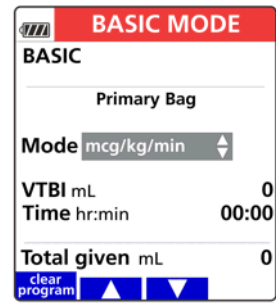 BASIC MODE
BASIC
Primary Bag
Mode mcg/kg/min
VTBI mL 0
Time hr:min 00:00
Total given mL 0
clear
program